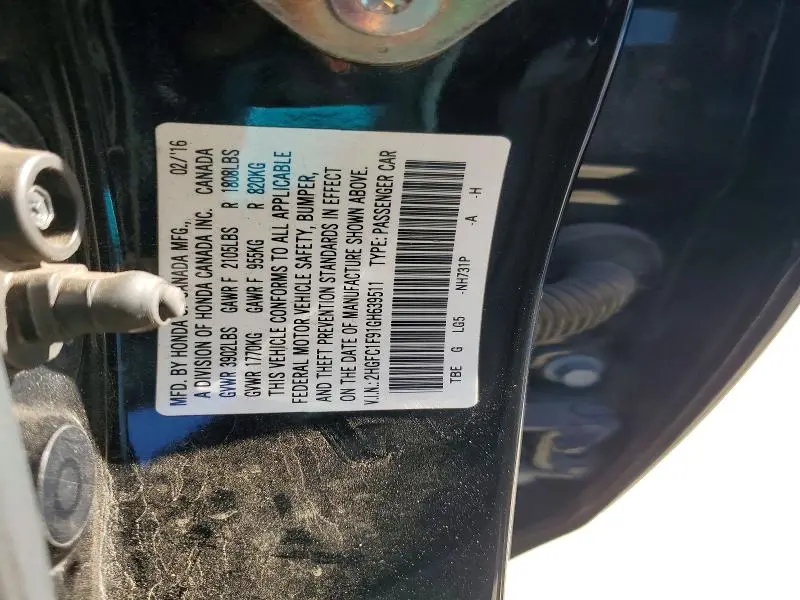 MFD. BY HONDA OF CANADA MFG., 02/'16
A DIVISION OF HONDA CANADA INC. CANADA
GVWR 3902LBS GAWR F 2105LBS R 1808LBS
GVWR 1770KG GAWR F 955KG R 820KG
THIS VEHICLE CONFORMS TO ALL APPLICABLE
FEDERAL MOTOR VEHICLE SAFETY, BUMPER,
AND THEFT PREVENTION STANDARDS IN EFFECT
ON THE DATE OF MANUFACTURE SHOWN ABOVE.
V.I.N.: 2HGFC1F91GH639511 TYPE: PASSENGER CAR
TBE G LG5 -NH731P -A -H